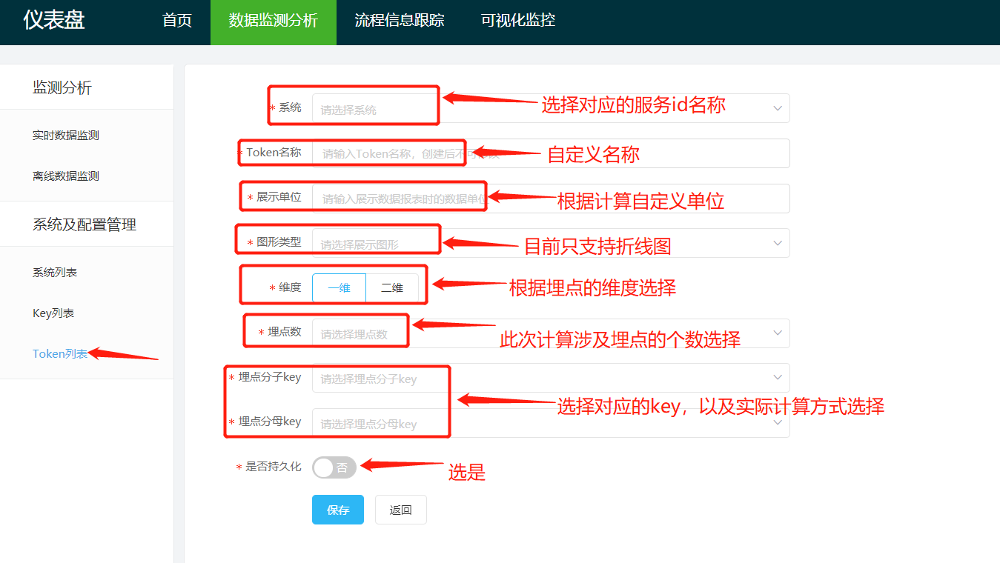 仪表盘 首页 数据监测分析 流程信息跟踪 可视化监控
监测分析
实时数据监测
离线数据监测
系统及配置管理
系统列表
Key列表
Token列表
* 系统 请选择系统 选择对应的服务id名称
* Token名称 请输入Token名称，创建后不可修改 自定义名称
* 展示单位 请输入展示数据报表时的数据单位 根据计算自定义单位
* 图形类型 请选择展示图形 目前只支持折线图
* 维度 一维 二维 根据埋点的维度选择
* 埋点数 请选择埋点数 此次计算涉及埋点的个数选择
* 埋点分子key 请选择埋点分子key
选择对应的key，以及实际计算方式选择
* 埋点分母key 请选择埋点分母key
* 是否持久化 否 选是
保存 返回